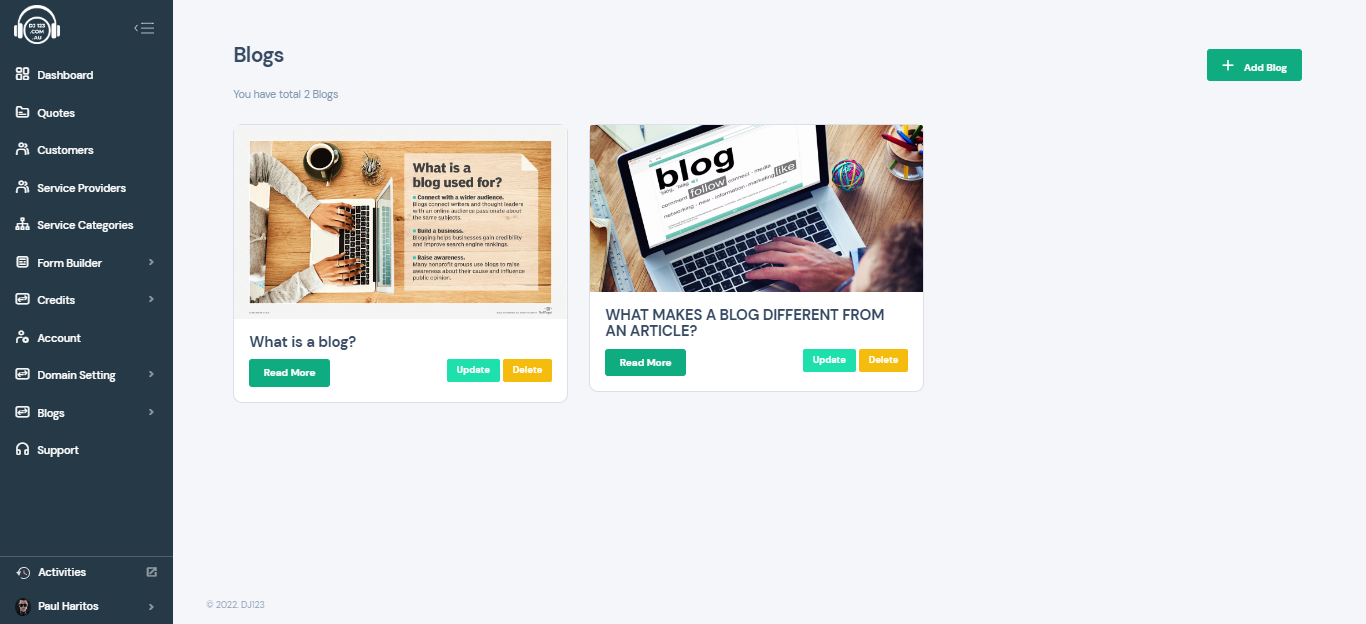 DJ 123
.COM
.AU
Dashboard
Quotes
Customers
Service Providers
Service Categories
Form Builder
Credits
Account
Domain Setting
Blogs
Support
Activities
Paul Haritos
Blogs
Add Blog
You have total 2 Blogs
What is a
blog used for?
Connect with a wider audience.
Blogs connect writers and thought leaders
with an online audience passionate about
the same subjects.
Build a business.
Blogging helps businesses gain credibility
and improve search engine rankings.
Raise awareness.
Many nonprofit groups use blogs to raise
awareness about their cause and influence
public opinion.
What is a blog?
Read More
Update
Delete
blog
follow
connect - media
comment
like
networking - new - information - marketing
WHAT MAKES A BLOG DIFFERENT FROM
AN ARTICLE?
Read More
Update
Delete
© 2022. DJ123